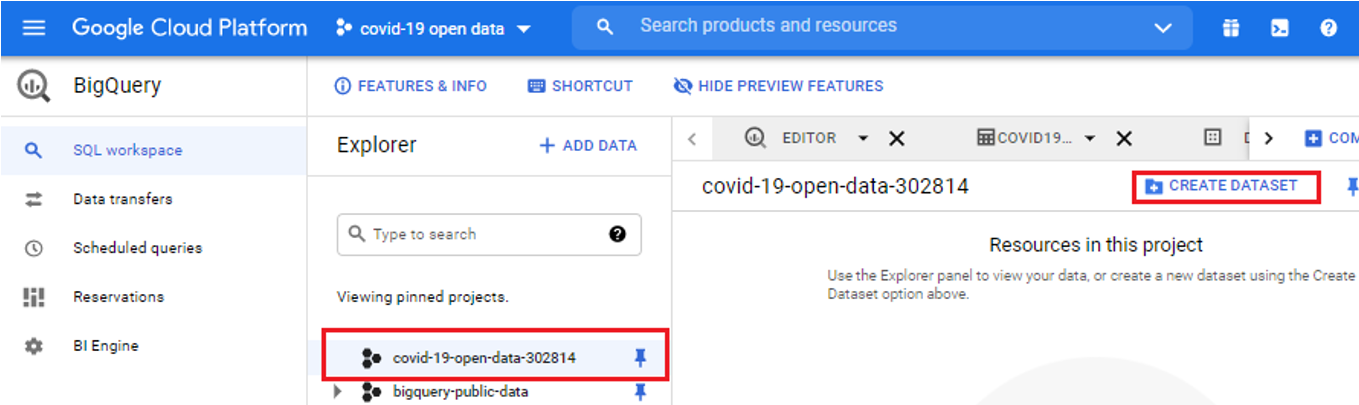 Google Cloud Platform
covid-19 open data
Search products and resources
BigQuery
FEATURES & INFO
SHORTCUT
HIDE PREVIEW FEATURES
SQL workspace
Data transfers
Scheduled queries
Reservations
BI Engine
Explorer
+ ADD DATA
Type to search
Viewing pinned projects.
covid-19-open-data-302814
bigquery-public-data
EDITOR
COVID19...
COM
covid-19-open-data-302814
CREATE DATASET
Resources in this project
Use the Explorer panel to view your data, or create a new dataset using the Create
Dataset option above.